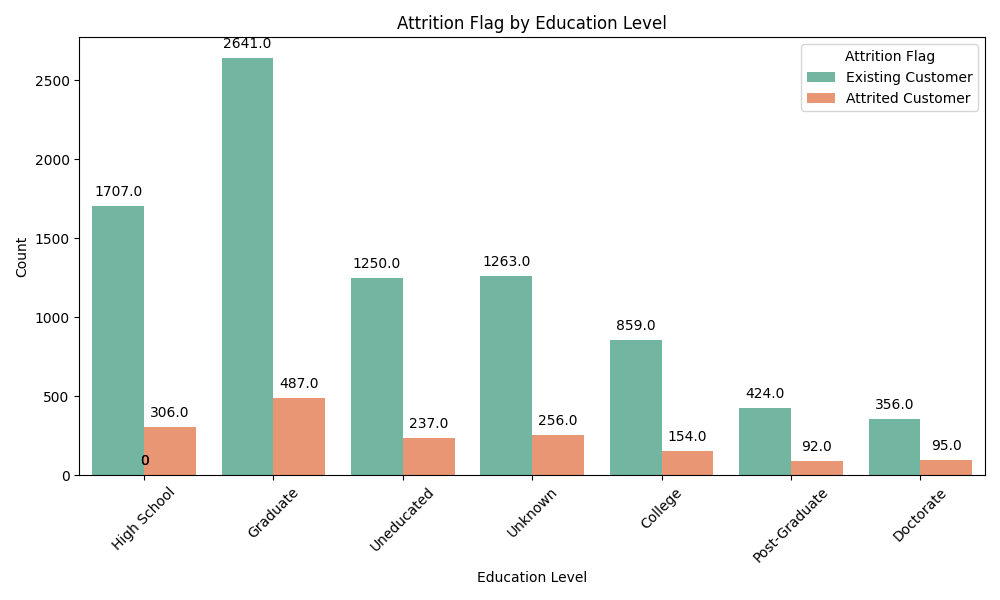 Attrition Flag by Education Level
Attrition Flag
Existing Customer
Attrited Customer
Count
2500
2000
1500
1000
500
0
1707.0
306.0
0
2641.0
487.0
1250.0
237.0
1263.0
256.0
859.0
154.0
424.0
92.0
356.0
95.0
High School
Graduate
Uneducated
Unknown
College
Post-Graduate
Doctorate
Education Level